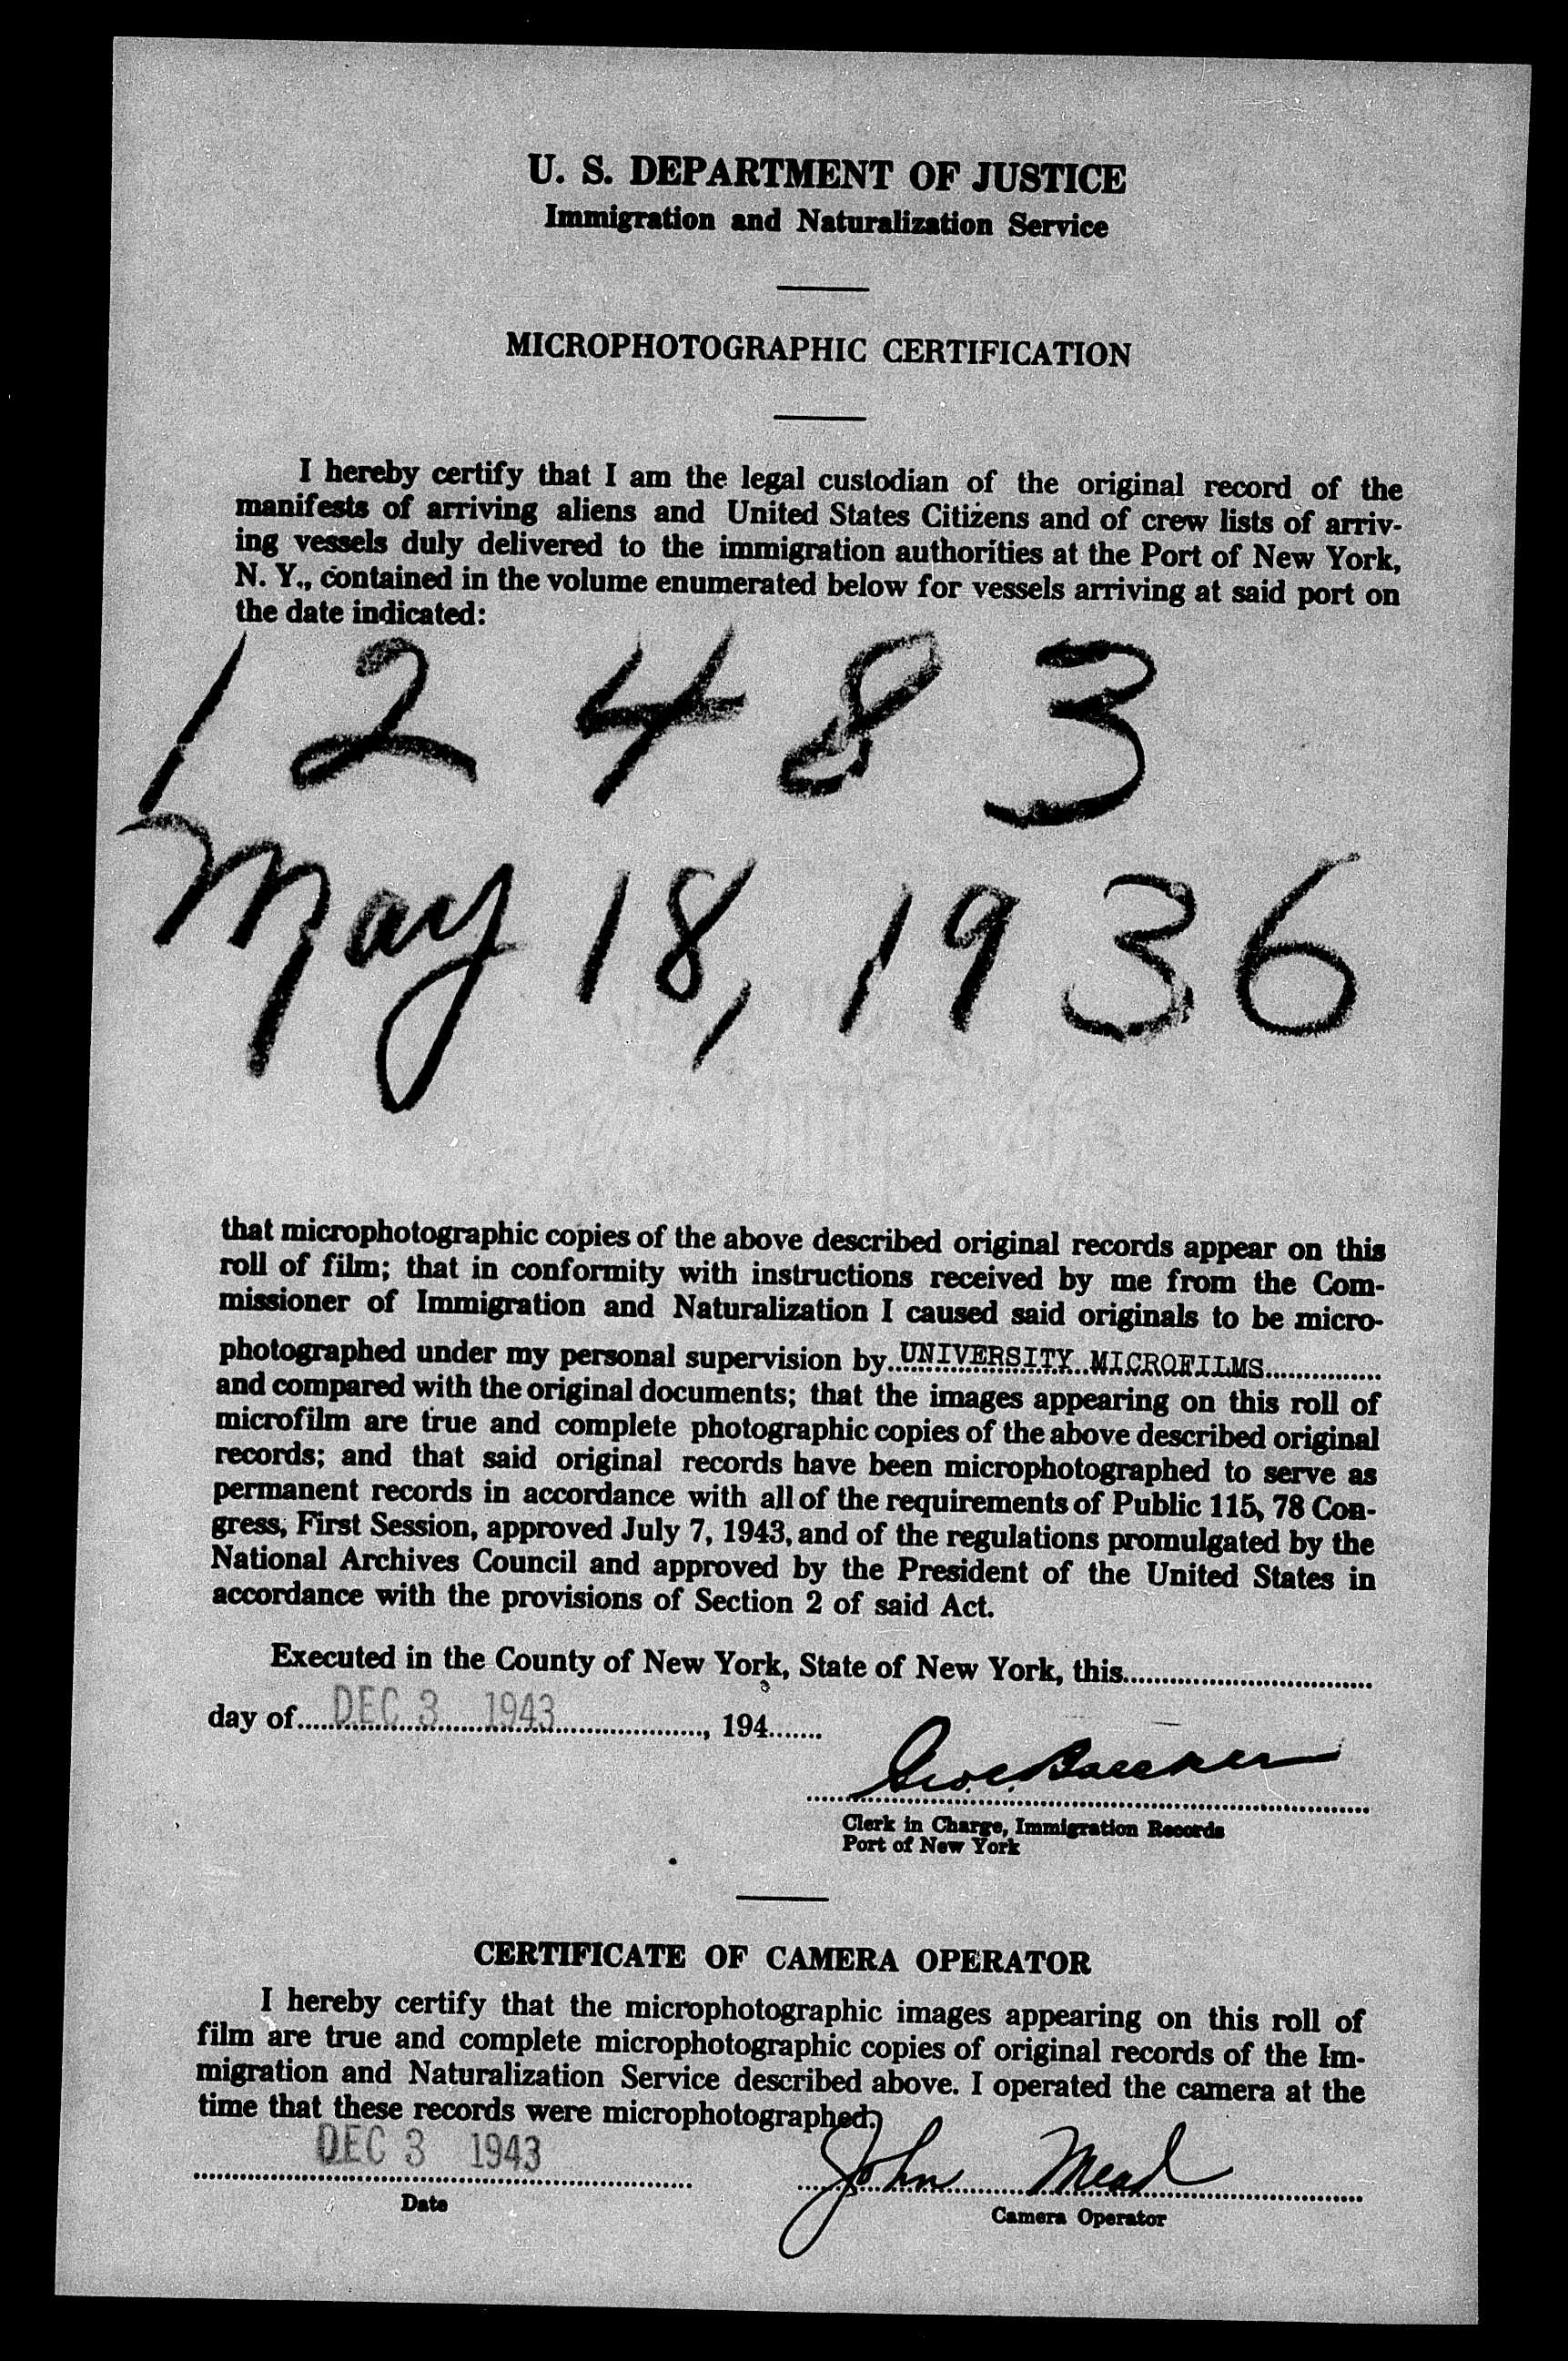 U. S. DEPARTMENT OF JUSTICE
Immigration and Naturalization Service
MICROPHOTOGRAPHIC CERTIFICATION
I hereby certify that I am the legal custodian of the original record of the
manifests of arriving aliens and United States Citizens and of crew lists of arriv-
ing vessels duly delivered to the immigration authorities at the Port of New York,
N. Y., contained in the volume enumerated below for vessels arriving at said port on
the date indicated:
12483
May 18, 1936
that microphotographic copies of the above described original records appear on this
roll of film; that in conformity with instructions received by me from the Com-
missioner of Immigration and Naturalization I caused said originals to be micro-
photographed under my personal supervision by UNIVERSITY MICROFILMS
and compared with the original documents; that the images appearing on this roll of
microfilm are true and complete photographic copies of the above described original
records; and that said original records have been microphotographed to serve as
permanent records in accordance with all of the requirements of Public 115, 78 Con-
gress, First Session, approved July 7, 1943, and of the regulations promulgated by the
National Archives Council and approved by the President of the United States in
accordance with the provisions of Section 2 of said Act.
Executed in the County of New York, State of New York, this
day of DEC 3 1943, 194
Clerk in Charge, Immigration Records
Port of New York
CERTIFICATE OF CAMERA OPERATOR
I hereby certify that the microphotographic images appearing on this roll of
film are true and complete microphotographic copies of original records of the Im-
migration and Naturalization Service described above. I operated the camera at the
time that these records were microphotographed.
DEC 3 1943 John Mead
Date Camera Operator